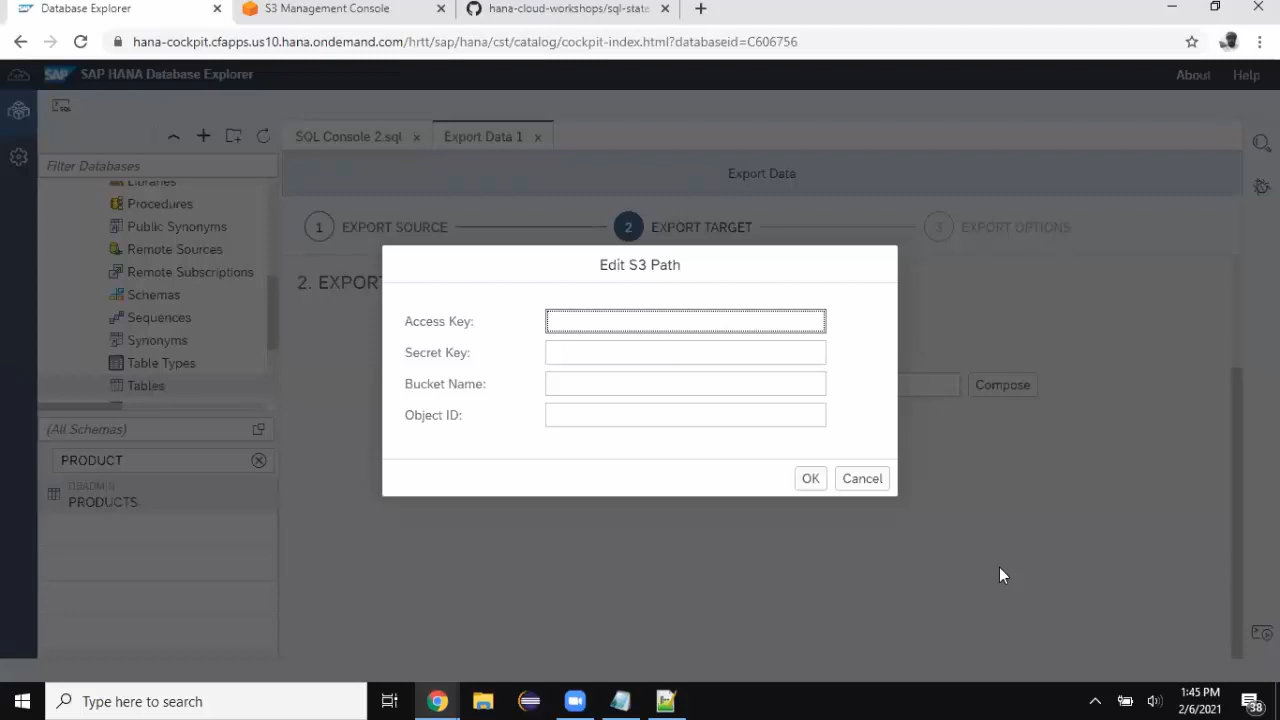 Database Explorer
S3 Management Console
hana-cloud-workshops/sql-state
hana-cockpit.cfapps.us10.hana.ondemand.com/hrtt/sap/hana/cst/catalog/cockpit-index.html?databaseid=C606756
SAP SAP HANA Database Explorer
About
Help
SQL
SQL Console 2.sql
Export Data 1
Filter Databases
Export Data
Libraries
Procedures
Public Synonyms
Remote Sources
Remote Subscriptions
Schemas
Sequences
Synonyms
Table Types
Tables
(All Schemas)
PRODUCT
DBADMIN
PRODUCTS
1 EXPORT SOURCE
2 EXPORT TARGET
3 EXPORT OPTIONS
2. EXPORT
Compose
Edit S3 Path
Access Key:
Secret Key:
Bucket Name:
Object ID:
OK
Cancel
Type here to search
1:45 PM
2/6/2021
38